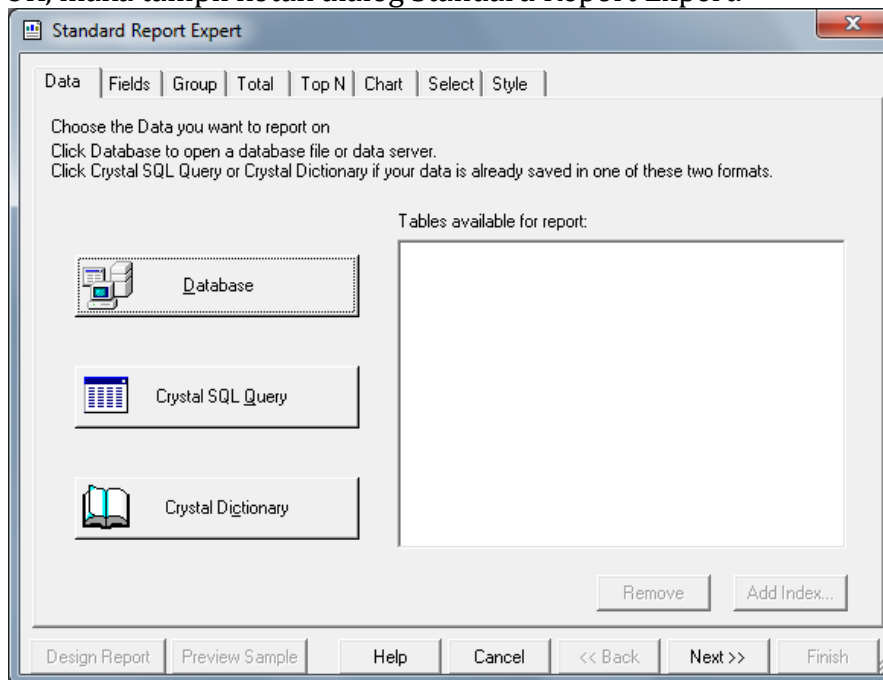 OK, maka tampil kotak dialog Standard Report Expert.
Standard Report Expert
Data Fields Group Total Top N Chart Select Style
Choose the Data you want to report on
Click Database to open a database file or data server.
Click Crystal SQL Query or Crystal Dictionary if your data is already saved in one of these two formats.
Tables available for report:
Database
Crystal SQL Query
Crystal Dictionary
Remove Add Index...
Design Report Preview Sample Help Cancel << Back Next >> Finish